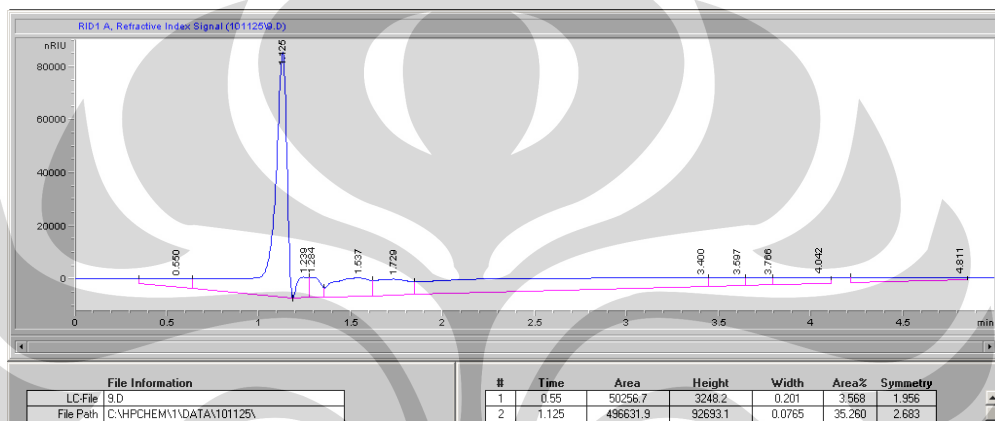 RID1 A, Refractive Index Signal (101125\9.D)
nRIU
80000
60000
40000
20000
0
0.550
1.125
1.239
1.284
1.537
1.729
3.400
3.697
3.766
4.042
4.811
0 0.5 1 1.5 2 2.5 3 3.5 4 4.5 min
File Information
LC-File 9.D
File Path C:\HPCHEM\1\DATA\101125\
# Time Area Height Width Area% Symmetry
1 0.55 50256.7 3248.2 0.201 3.568 1.956
2 1.125 496631.9 92693.1 0.0765 35.260 2.683